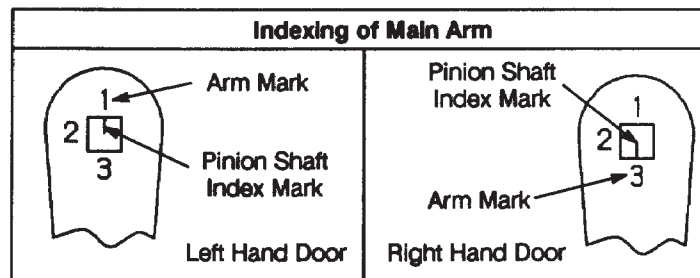 Indexing of Main Arm
1
Arm Mark
2
3
Pinion Shaft
Index Mark
Left Hand Door
Pinion Shaft
Index Mark
1
2
3
Arm Mark
Right Hand Door